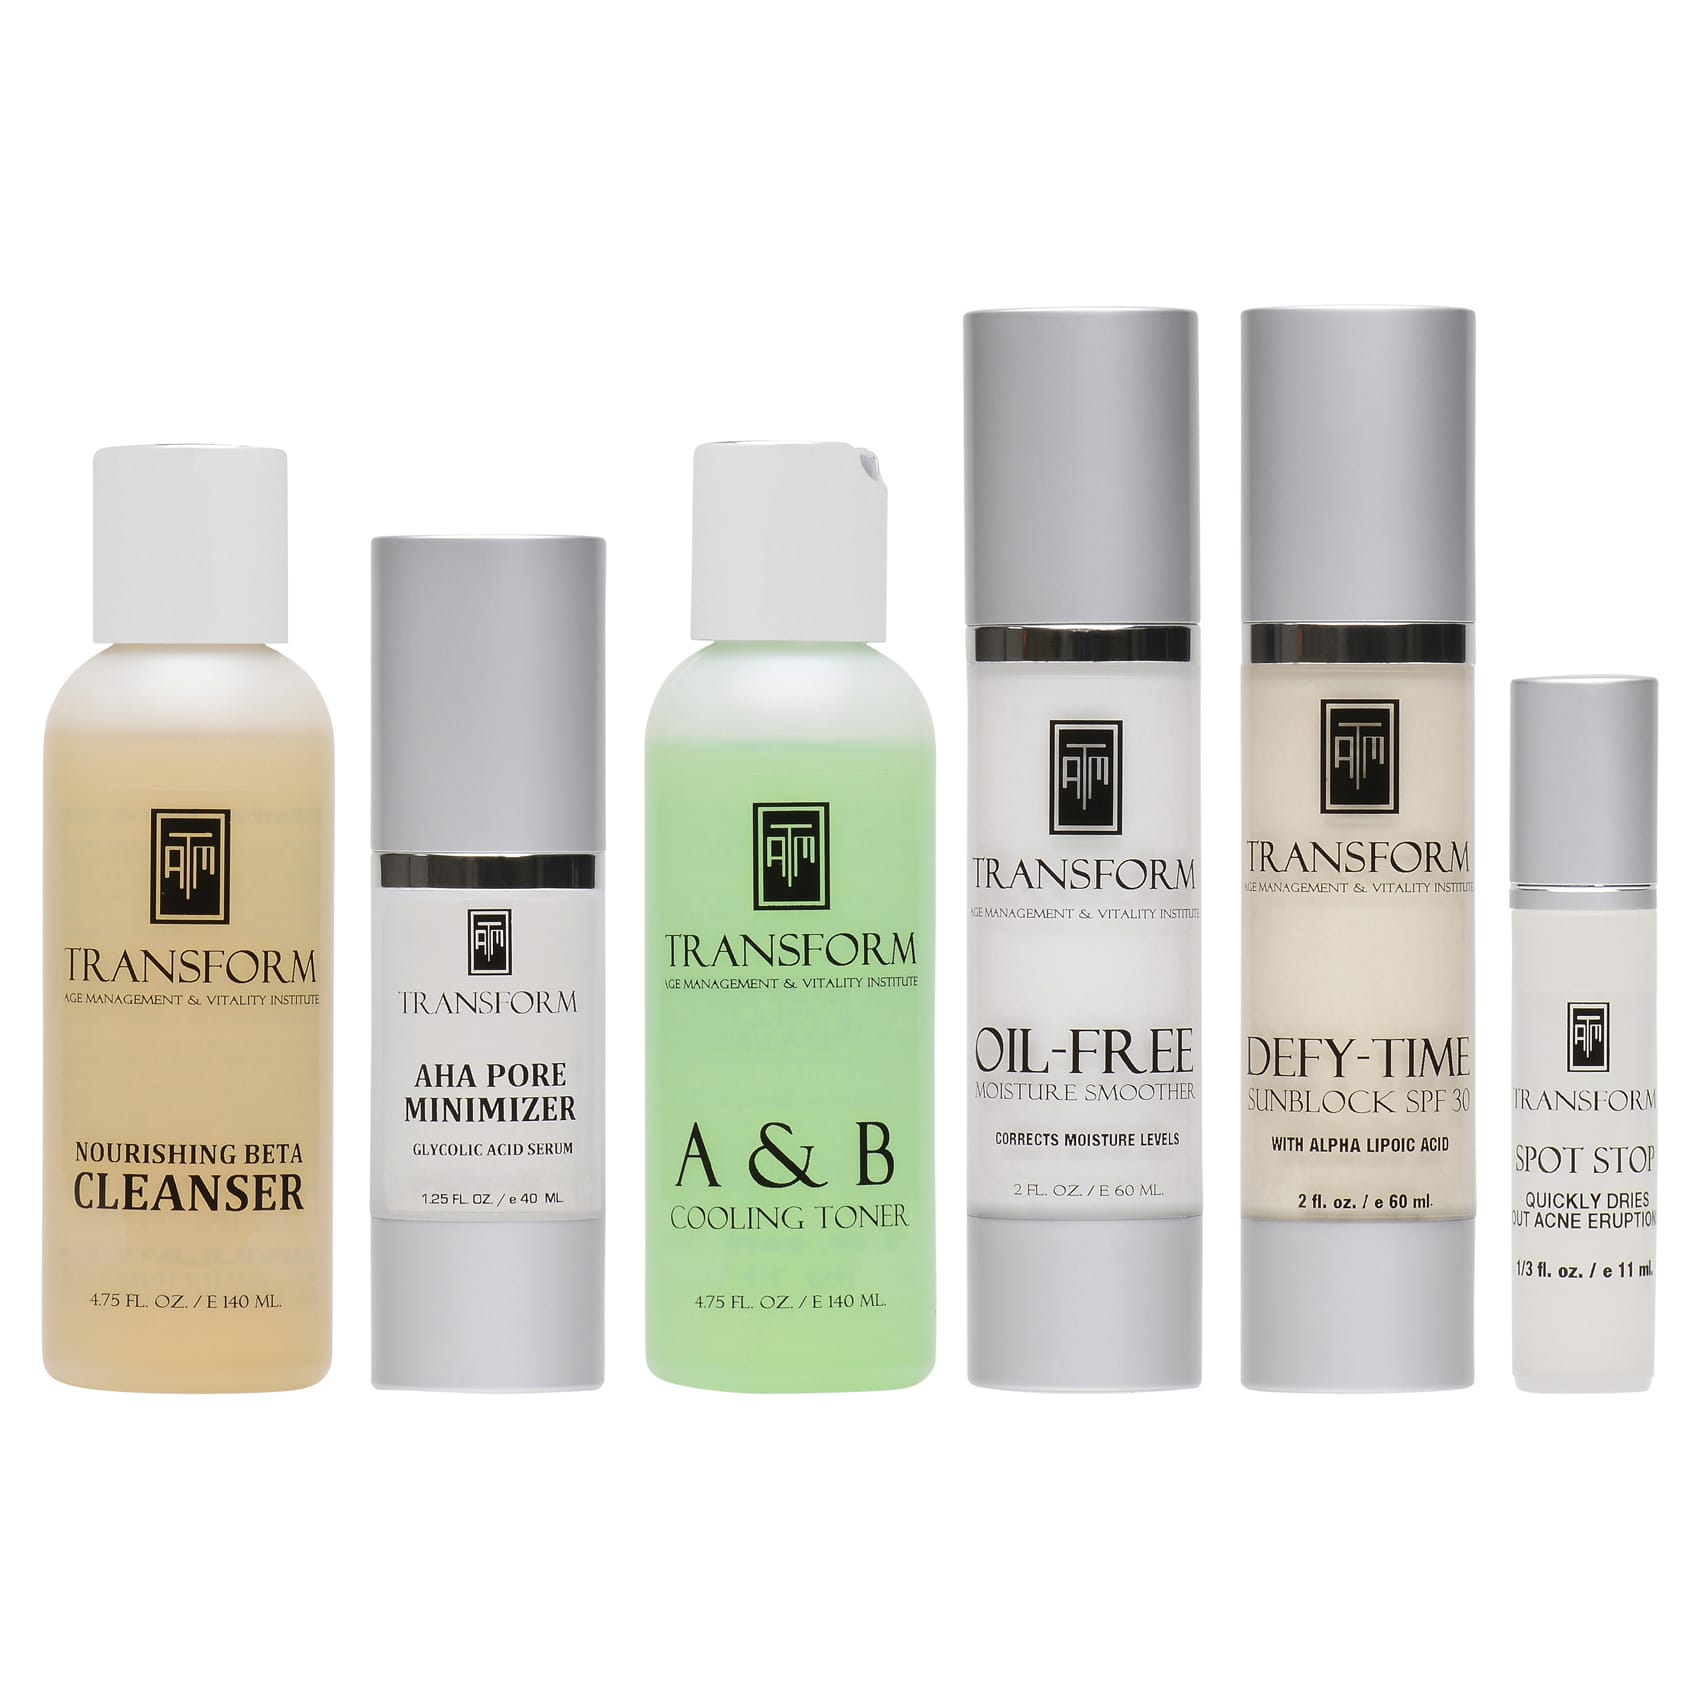 ATM
TRANSFORM
AGE MANAGEMENT & VITALITY INSTITUTE
NOURISHING BETA
CLEANSER
4.75 FL. OZ. / E 140 ML.
ATM
TRANSFORM
AHA PORE
MINIMIZER
GLYCOLIC ACID SERUM
1.25 FL. OZ. / e 40 ML.
ATM
TRANSFORM
AGE MANAGEMENT & VITALITY INSTITUTE
A & B
COOLING TONER
4.75 FL. OZ. / E 140 ML.
ATM
TRANSFORM
AGE MANAGEMENT & VITALITY INSTITUTE
OIL-FREE
MOISTURE SMOOTHER
CORRECTS MOISTURE LEVELS
2 FL. OZ. / E 60 ML.
ATM
TRANSFORM
AGE MANAGEMENT & VITALITY INSTITUTE
DEFY-TIME
SUNBLOCK SPF 30
WITH ALPHA LIPOIC ACID
2 fl. oz. / e 60 ml.
ATM
TRANSFORM
SPOT STOP
QUICKLY DRIES
OUT ACNE ERUPTION
1/3 fl. oz. / e 11 ml.